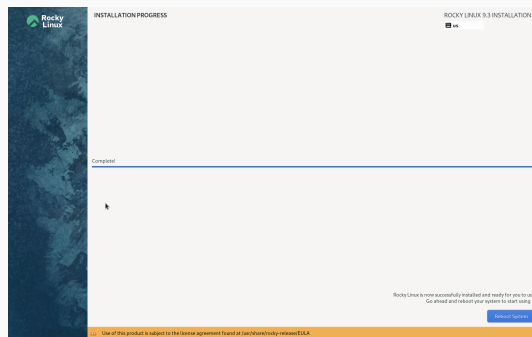 Rocky
Linux
INSTALLATION PROGRESS
ROCKY LINUX 9.3 INSTALLATION
us
Complete!
Rocky Linux is now successfully installed and ready for you to us
Go ahead and reboot your system to start using
Reboot System
Use of this product is subject to the license agreement found at /usr/share/rocky-release/EULA